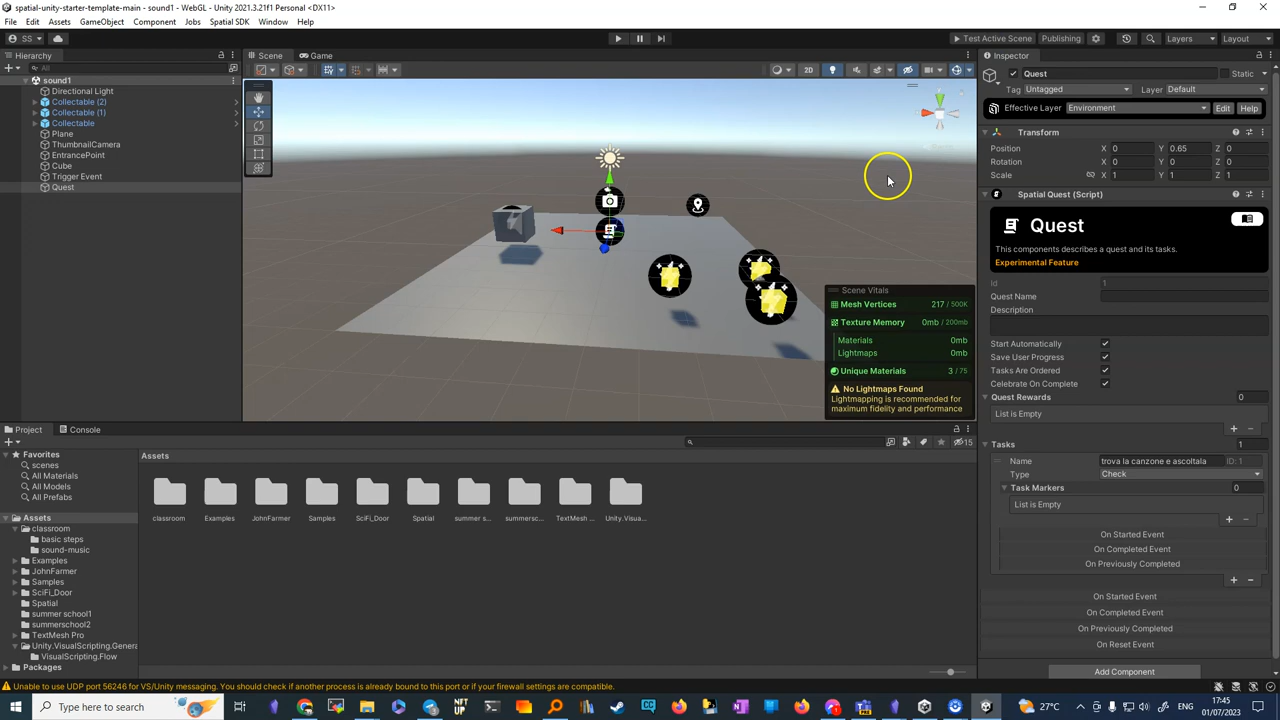 spatial-unity-starter-template-main - sound1 - WebGL - Unity 2021.3.21f1 Personal* <DX11>
File Edit Assets GameObject Component Jobs Spatial SDK Window Help
SS
Test Active Scene Publishing Layers Layout
Hierarchy
All
sound1
Directional Light
Collectable (2)
Collectable (1)
Collectable
Plane
ThumbnailCamera
EntrancePoint
Cube
Trigger Event
Quest
Scene Game
2D
Scene Vitals
Mesh Vertices 217 / 500K
Texture Memory 0mb / 200mb
Materials 0mb
Lightmaps 0mb
Unique Materials 3 / 75
No Lightmaps Found
Lightmapping is recommended for
maximum fidelity and performance
Inspector
Quest Static
Tag Untagged Layer Default
Effective Layer Environment Edit Help
Transform
Position X 0 Y 0.65 Z 0
Rotation X 0 Y 0 Z 0
Scale X 1 Y 1 Z 1
Spatial Quest (Script)
Quest
This components describes a quest and its tasks.
Experimental Feature
Id 1
Quest Name
Description
Start Automatically
Save User Progress
Tasks Are Ordered
Celebrate On Complete
Quest Rewards 0
List is Empty
Tasks 1
Name trova la canzone e ascoltala ID: 1
Type Check
Task Markers 0
List is Empty
On Started Event
On Completed Event
On Previously Completed
On Started Event
On Completed Event
On Previously Completed
On Reset Event
Add Component
Project Console
15
Favorites
scenes
All Materials
All Models
All Prefabs
Assets
classroom
basic steps
sound-music
Examples
JohnFarmer
Samples
SciFi_Door
Spatial
summer school1
summerschool2
TextMesh Pro
Unity.VisualScripting.Genera
VisualScripting.Flow
Packages
Assets
classroom Examples JohnFarmer Samples SciFi_Door Spatial summer s... summersc... TextMesh ... Unity.Visua...
Unable to use UDP port 56246 for VS/Unity messaging. You should check if another process is already bound to this port or if your firewall settings are compatible.
Type here to search
27°C
17:45
01/07/2023